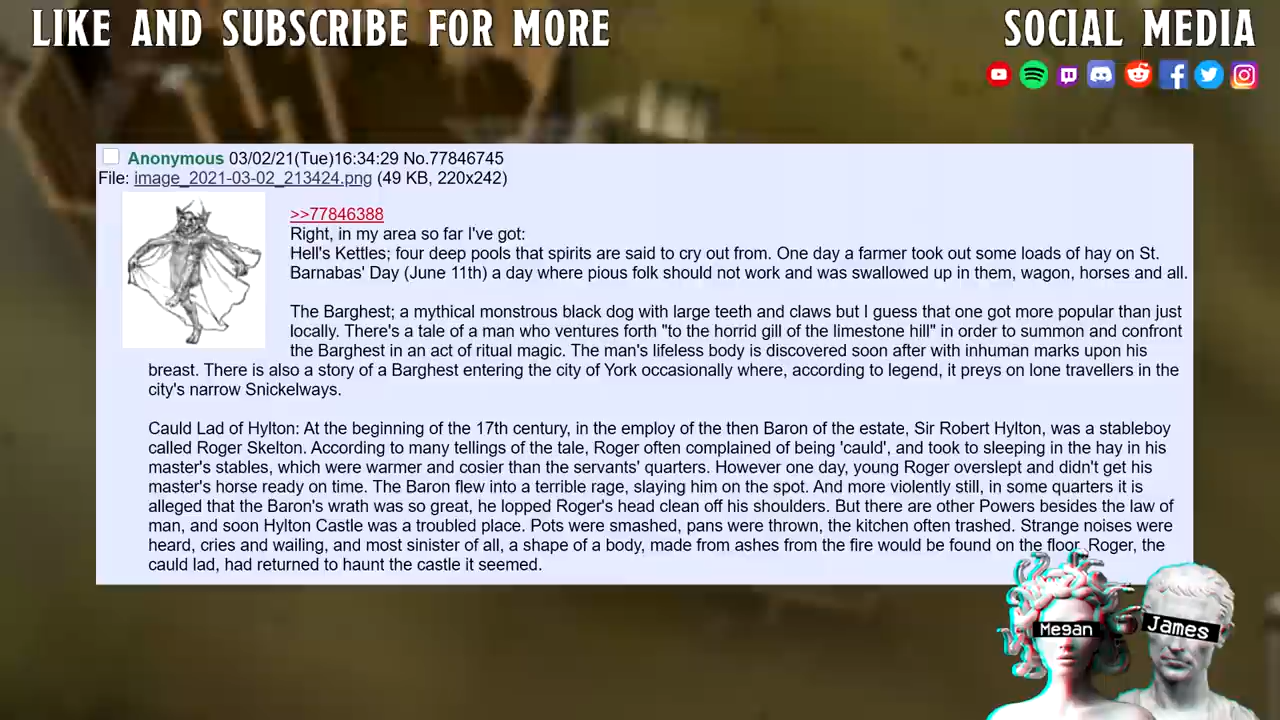 LIKE AND SUBSCRIBE FOR MORE
SOCIAL MEDIA
Anonymous 03/02/21(Tue)16:34:29 No.77846745
File: image_2021-03-02_213424.png (49 KB, 220x242)
>>77846388
Right, in my area so far I've got:
Hell's Kettles; four deep pools that spirits are said to cry out from. One day a farmer took out some loads of hay on St.
Barnabas' Day (June 11th) a day where pious folk should not work and was swallowed up in them, wagon, horses and all.
The Barghest; a mythical monstrous black dog with large teeth and claws but I guess that one got more popular than just
locally. There's a tale of a man who ventures forth "to the horrid gill of the limestone hill" in order to summon and confront
the Barghest in an act of ritual magic. The man's lifeless body is discovered soon after with inhuman marks upon his
breast. There is also a story of a Barghest entering the city of York occasionally where, according to legend, it preys on lone travellers in the
city's narrow Snickelways.
Cauld Lad of Hylton: At the beginning of the 17th century, in the employ of the then Baron of the estate, Sir Robert Hylton, was a stableboy
called Roger Skelton. According to many tellings of the tale, Roger often complained of being 'cauld', and took to sleeping in the hay in his
master's stables, which were warmer and cosier than the servants' quarters. However one day, young Roger overslept and didn't get his
master's horse ready on time. The Baron flew into a terrible rage, slaying him on the spot. And more violently still, in some quarters it is
alleged that the Baron's wrath was so great, he lopped Roger's head clean off his shoulders. But there are other Powers besides the law of
man, and soon Hylton Castle was a troubled place. Pots were smashed, pans were thrown, the kitchen often trashed. Strange noises were
heard, cries and wailing, and most sinister of all, a shape of a body, made from ashes from the fire would be found on the floor. Roger, the
cauld lad, had returned to haunt the castle it seemed.
Megan
James